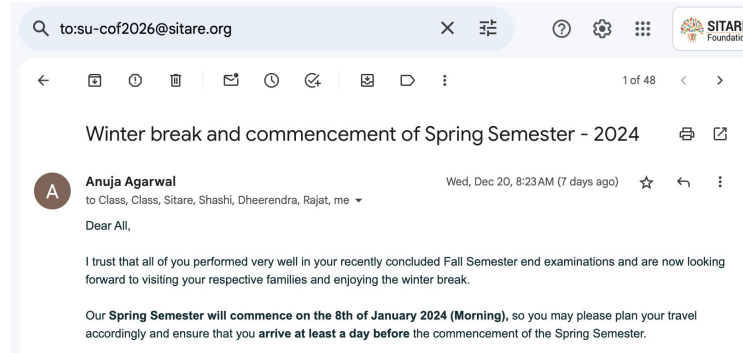 to:su-cof2026@sitare.org
SITAR
Foundatio
1 of 48
Winter break and commencement of Spring Semester - 2024
A
Anuja Agarwal
Wed, Dec 20, 8:23 AM (7 days ago)
to Class, Class, Sitare, Shashi, Dheerendra, Rajat, me
Dear All,
I trust that all of you performed very well in your recently concluded Fall Semester end examinations and are now looking
forward to visiting your respective families and enjoying the winter break.
Our Spring Semester will commence on the 8th of January 2024 (Morning), so you may please plan your travel
accordingly and ensure that you arrive at least a day before the commencement of the Spring Semester.